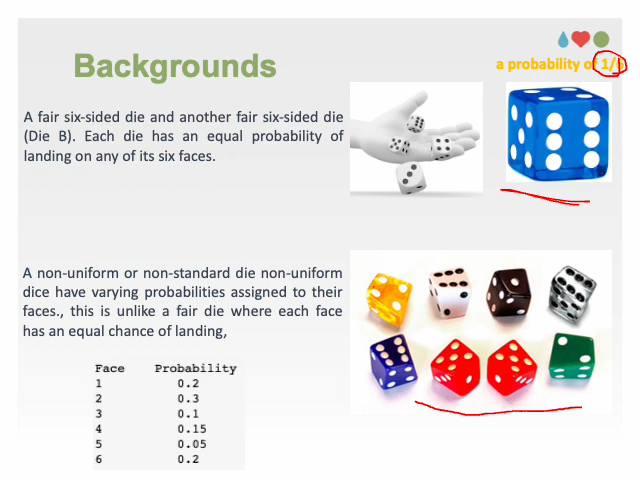 Backgrounds
a probability of 1/6
A fair six-sided die and another fair six-sided die
(Die B). Each die has an equal probability of
landing on any of its six faces.
A non-uniform or non-standard die non-uniform
dice have varying probabilities assigned to their
faces., this is unlike a fair die where each face
has an equal chance of landing,
Face Probability
1 0.2
2 0.3
3 0.1
4 0.15
5 0.05
6 0.2